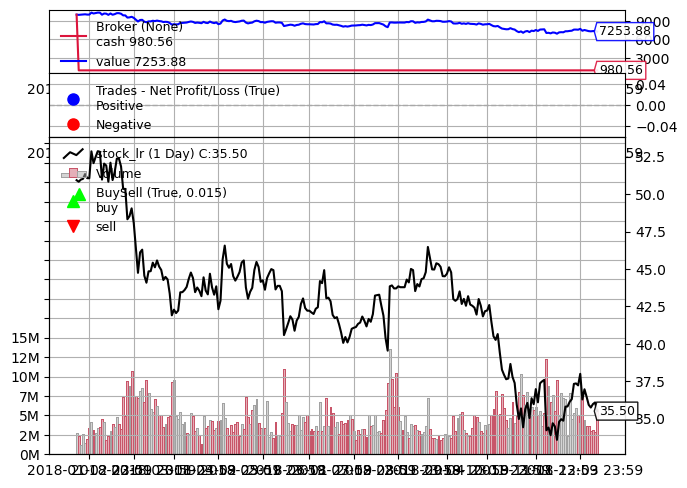 Broker (None)
cash 980.56
value 7253.88
9000
7253.88
3000
980.56
Trades - Net Profit/Loss (True)
Positive
Negative
0.04
0.00
−0.04
stock_lr (1 Day) C:35.50
Volume
BuySell (True, 0.015)
buy
sell
52.5
50.0
47.5
45.0
42.5
40.0
37.5
35.50
35.0
15M
12M
10M
7M
5M
2M
0M